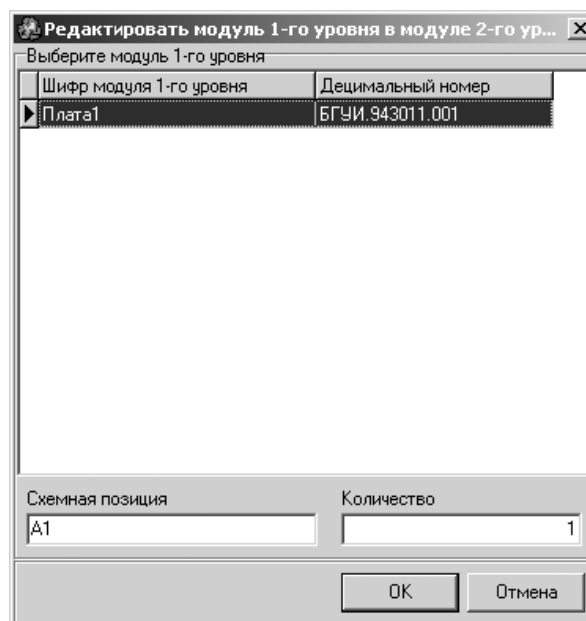 Редактировать модуль 1-го уровня в модуле 2-го ур...
Выберите модуль 1-го уровня
Шифр модуля 1-го уровня Децимальный номер
Плата1 БГУИ.943011.001
Схемная позиция Количество
А1 1
OK Отмена